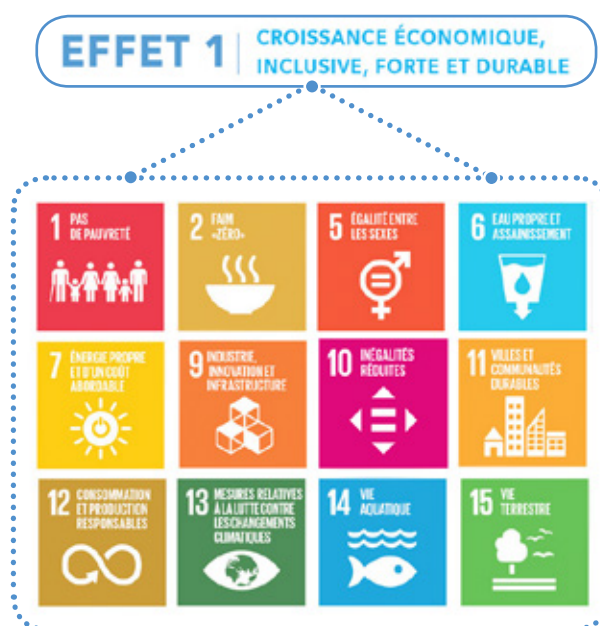 EFFET 1
CROISSANCE ÉCONOMIQUE,
INCLUSIVE, FORTE ET DURABLE
1 PAS
DE PAUVRETÉ
2 FAIM
«ZÉRO»
5 ÉGALITÉ ENTRE
LES SEXES
6 EAU PROPRE ET
ASSAINISSEMENT
7 ÉNERGIE PROPRE
ET D'UN COÛT
ABORDABLE
9 INDUSTRIE,
INNOVATION ET
INFRASTRUCTURE
10 INÉGALITÉS
RÉDUITES
11 VILLES ET
COMMUNAUTÉS
DURABLES
12 CONSOMMATION
ET PRODUCTION
RESPONSABLES
13 MESURES RELATIVES
À LA LUTTE CONTRE
LES CHANGEMENTS
CLIMATIQUES
14 VIE
AQUATIQUE
15 VIE
TERRESTRE